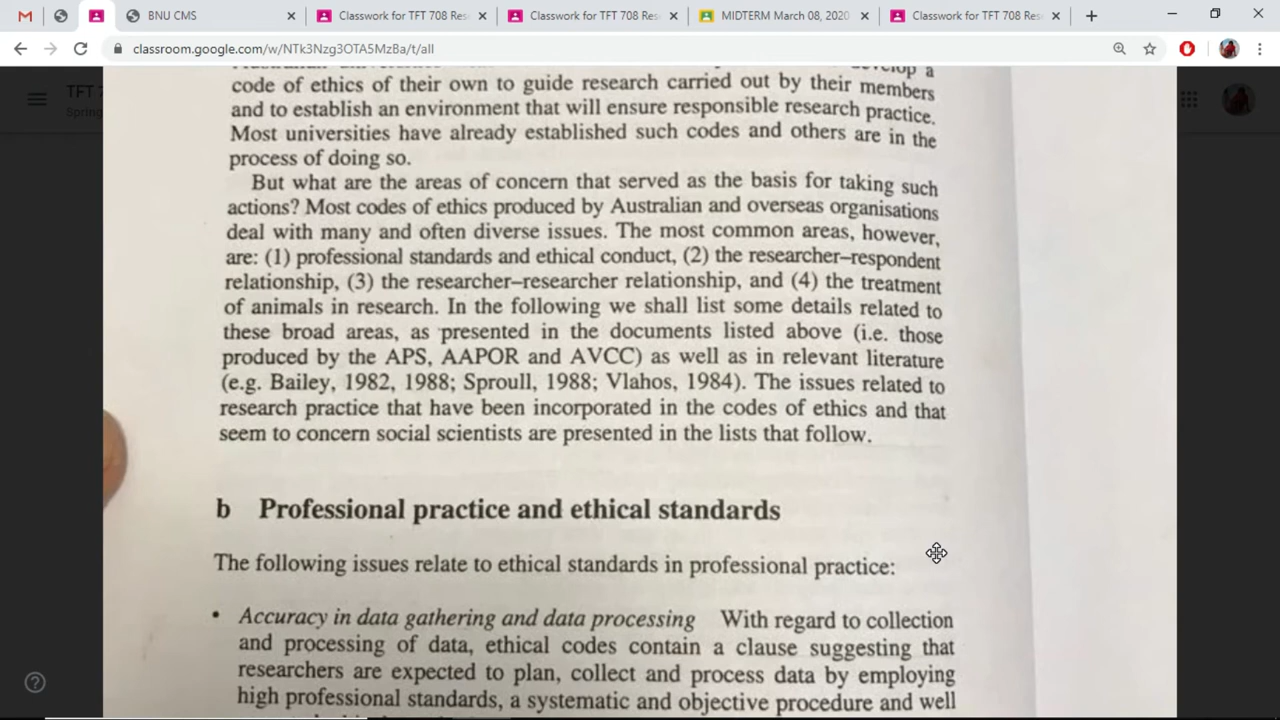 BNU CMS
Classwork for TFT 708 Res
Classwork for TFT 708 Res
MIDTERM March 08, 2020
Classwork for TFT 708 Res
classroom.google.com/w/NTk3Nzg3OTA5MzBa/t/all
TFT 7
Spring
develop a
code of ethics of their own to guide research carried out by their members
and to establish an environment that will ensure responsible research practice.
Most universities have already established such codes and others are in the
process of doing so.
But what are the areas of concern that served as the basis for taking such
actions? Most codes of ethics produced by Australian and overseas organisations
deal with many and often diverse issues. The most common areas, however,
are: (1) professional standards and ethical conduct, (2) the researcher–respondent
relationship, (3) the researcher–researcher relationship, and (4) the treatment
of animals in research. In the following we shall list some details related to
these broad areas, as presented in the documents listed above (i.e. those
produced by the APS, AAPOR and AVCC) as well as in relevant literature
(e.g. Bailey, 1982, 1988; Sproull, 1988; Vlahos, 1984). The issues related to
research practice that have been incorporated in the codes of ethics and that
seem to concern social scientists are presented in the lists that follow.
b Professional practice and ethical standards
The following issues relate to ethical standards in professional practice:
• Accuracy in data gathering and data processing With regard to collection
and processing of data, ethical codes contain a clause suggesting that
researchers are expected to plan, collect and process data by employing
high professional standards, a systematic and objective procedure and well